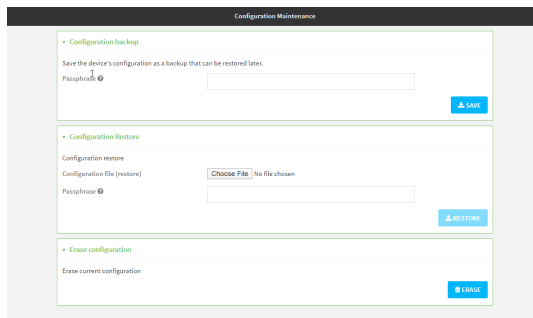 Configuration Maintenance
Configuration backup
Save the device's configuration as a backup that can be restored later.
Passphrase
SAVE
Configuration Restore
Configuration restore
Configuration file (restore) Choose File No file chosen
Passphrase
RESTORE
Erase configuration
Erase current configuration
ERASE